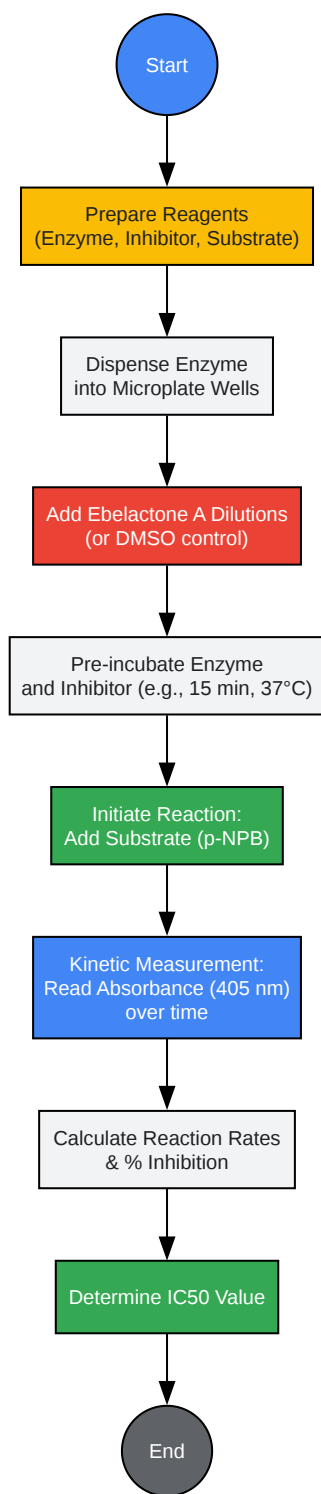 Start
Prepare Reagents
(Enzyme, Inhibitor, Substrate)
Dispense Enzyme
into Microplate Wells
Add Ebelactone A Dilutions
(or DMSO control)
Pre-incubate Enzyme
and Inhibitor (e.g., 15 min, 37°C)
Initiate Reaction:
Add Substrate (p-NPB)
Kinetic Measurement:
Read Absorbance (405 nm)
over time
Calculate Reaction Rates
& % Inhibition
Determine IC50 Value
End